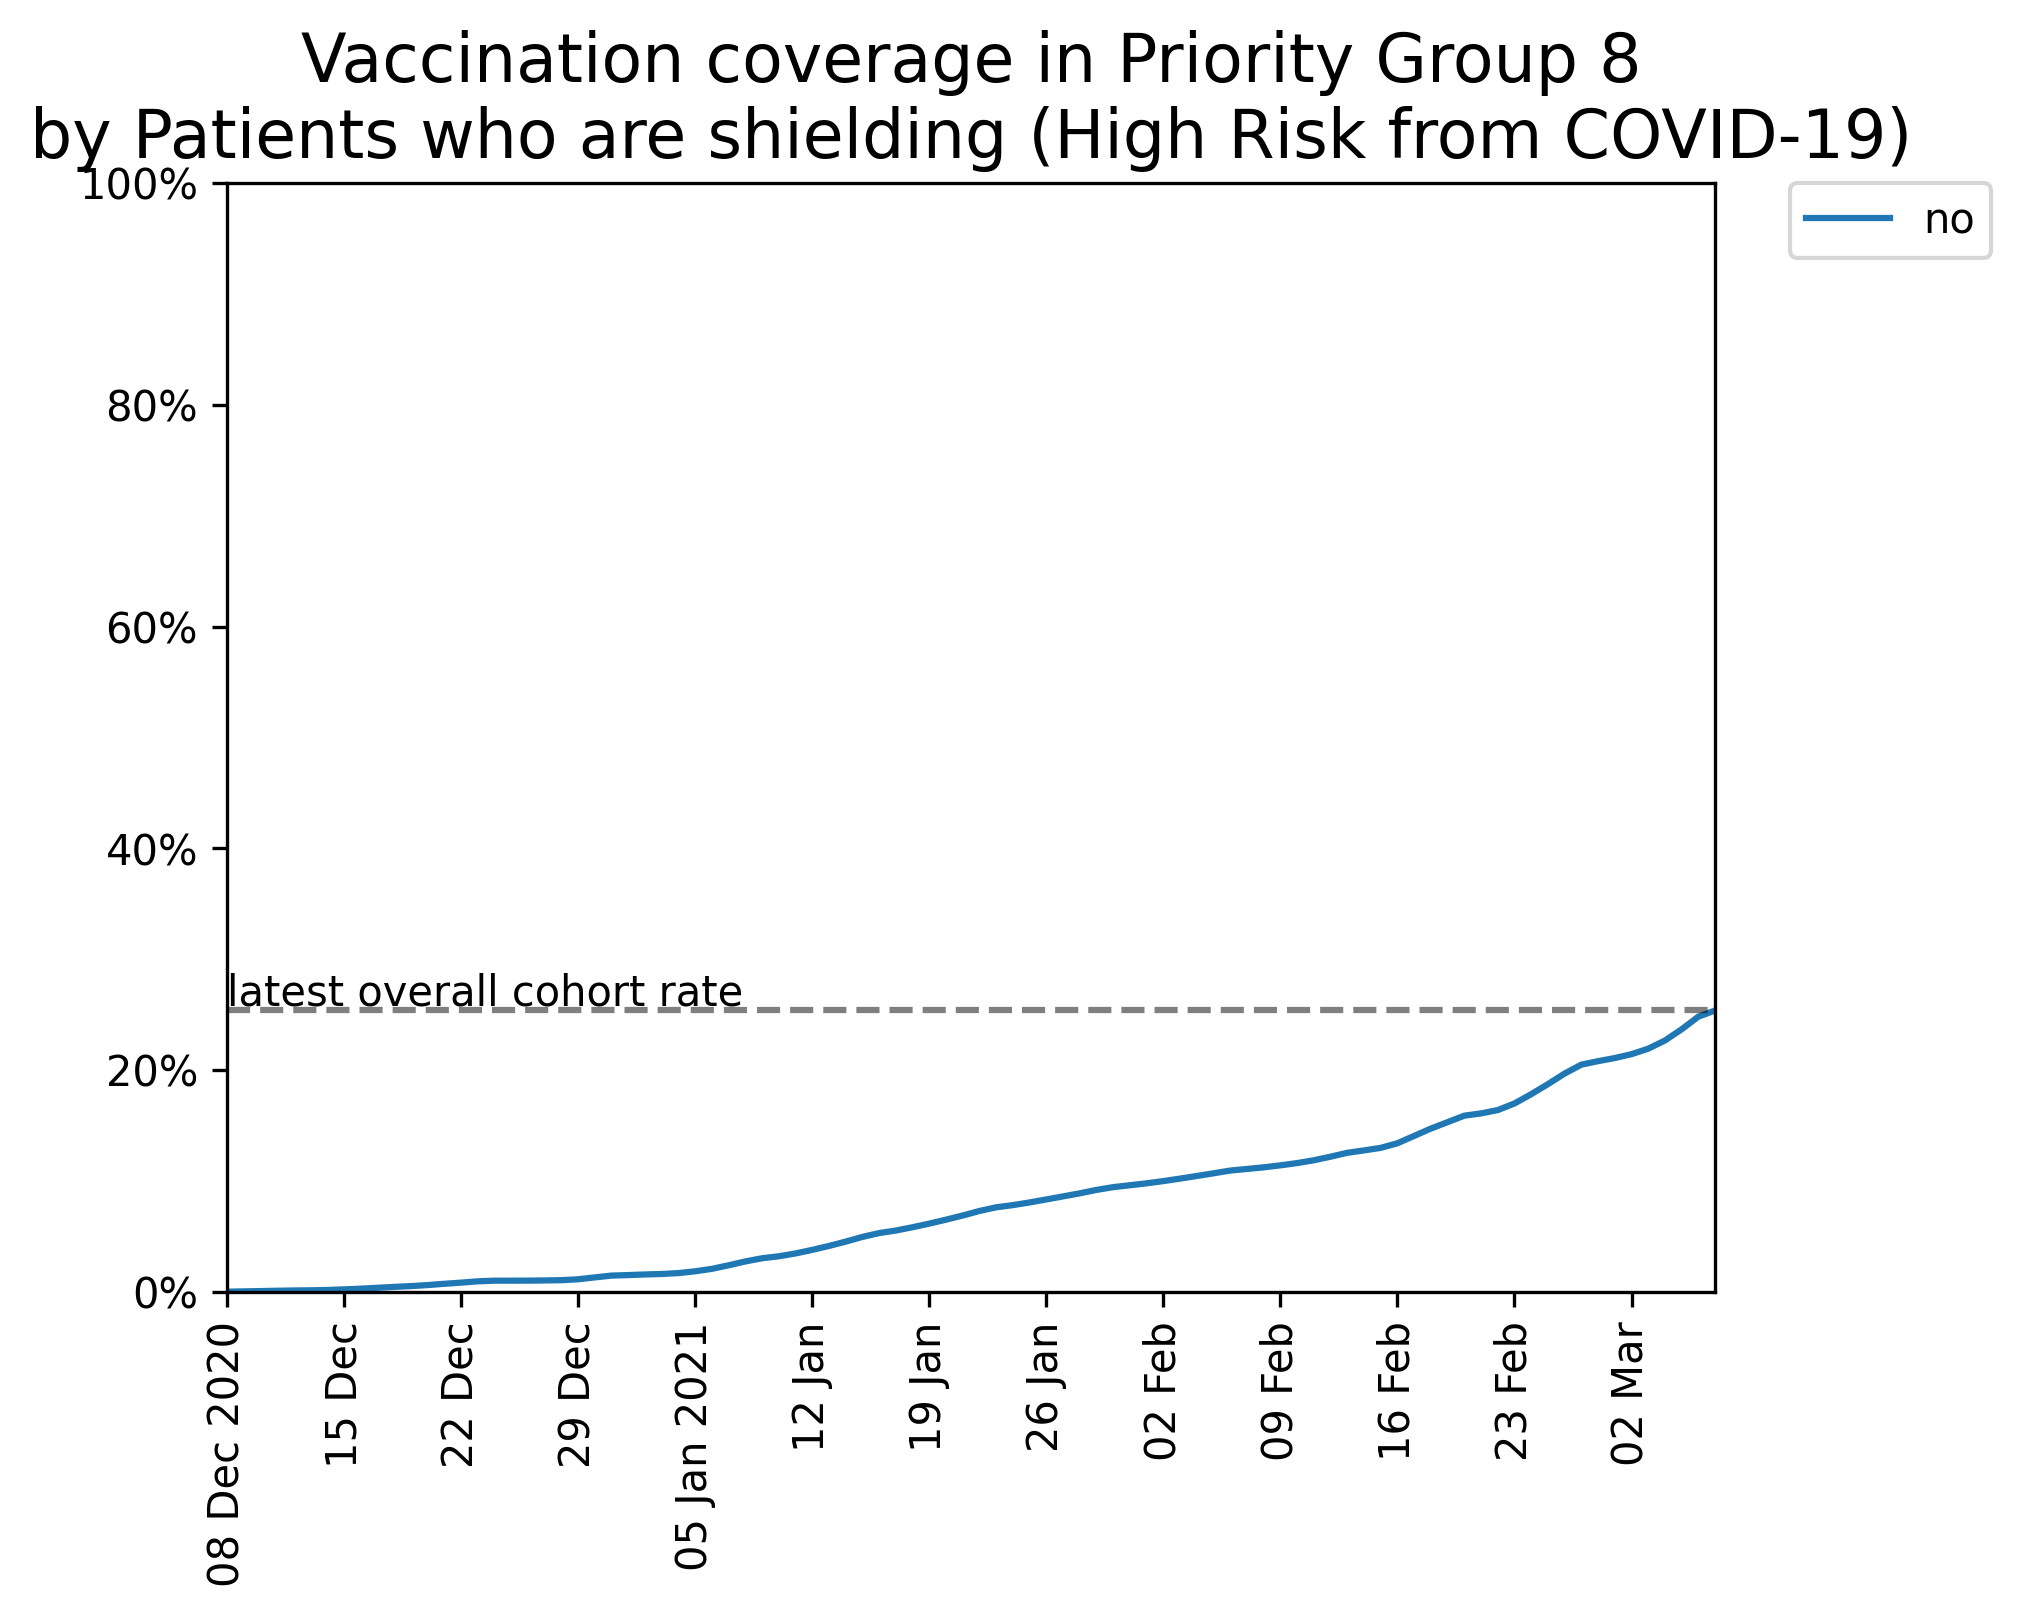 Vaccination coverage in Priority Group 8
by Patients who are shielding (High Risk from COVID-19)
100%
80%
60%
40%
20%
0%
no
latest overall cohort rate
08 Dec 2020
15 Dec
22 Dec
29 Dec
05 Jan 2021
12 Jan
19 Jan
26 Jan
02 Feb
09 Feb
16 Feb
23 Feb
02 Mar